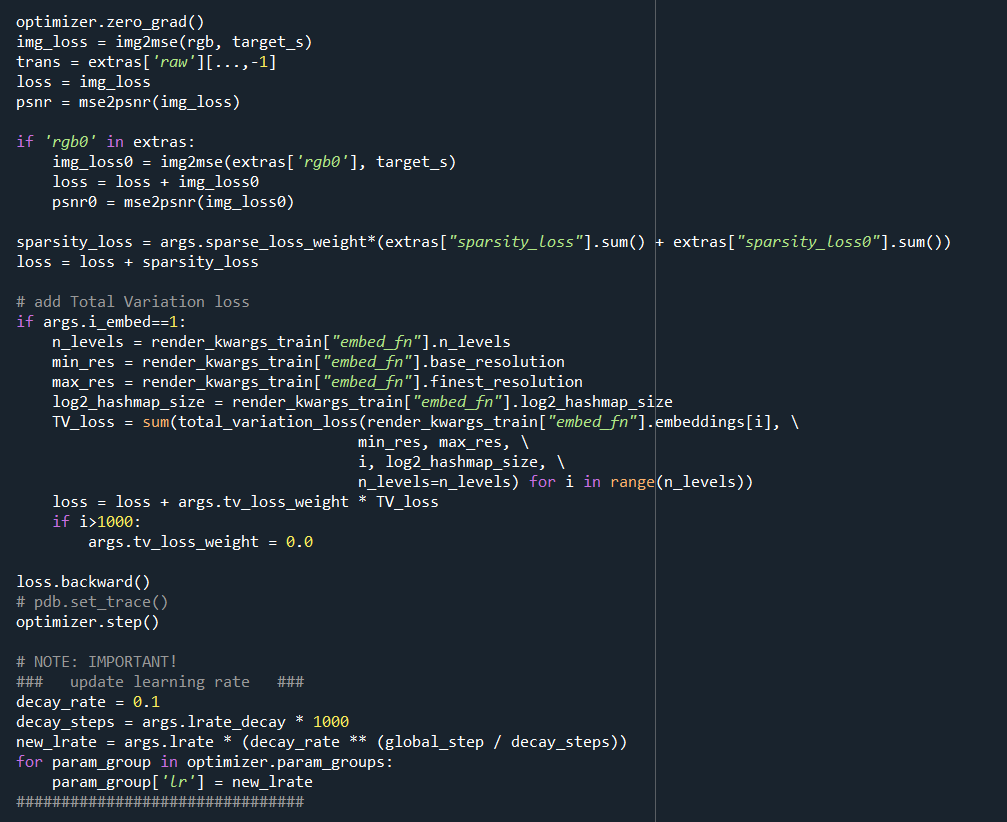 optimizer.zero_grad()
img_loss = img2mse(rgb, target_s)
trans = extras['raw'][...,-1]
loss = img_loss
psnr = mse2psnr(img_loss)

if 'rgb0' in extras:
    img_loss0 = img2mse(extras['rgb0'], target_s)
    loss = loss + img_loss0
    psnr0 = mse2psnr(img_loss0)

sparsity_loss = args.sparse_loss_weight*(extras["sparsity_loss"].sum() + extras["sparsity_loss0"].sum())
loss = loss + sparsity_loss

# add Total Variation loss
if args.i_embed==1:
    n_levels = render_kwargs_train["embed_fn"].n_levels
    min_res = render_kwargs_train["embed_fn"].base_resolution
    max_res = render_kwargs_train["embed_fn"].finest_resolution
    log2_hashmap_size = render_kwargs_train["embed_fn"].log2_hashmap_size
    TV_loss = sum(total_variation_loss(render_kwargs_train["embed_fn"].embeddings[i], \
                                      min_res, max_res, \
                                      i, log2_hashmap_size, \
                                      n_levels=n_levels) for i in range(n_levels))
    loss = loss + args.tv_loss_weight * TV_loss
    if i>1000:
        args.tv_loss_weight = 0.0

loss.backward()
# pdb.set_trace()
optimizer.step()

# NOTE: IMPORTANT!
###   update learning rate   ###
decay_rate = 0.1
decay_steps = args.lrate_decay * 1000
new_lrate = args.lrate * (decay_rate ** (global_step / decay_steps))
for param_group in optimizer.param_groups:
    param_group['lr'] = new_lrate
################################